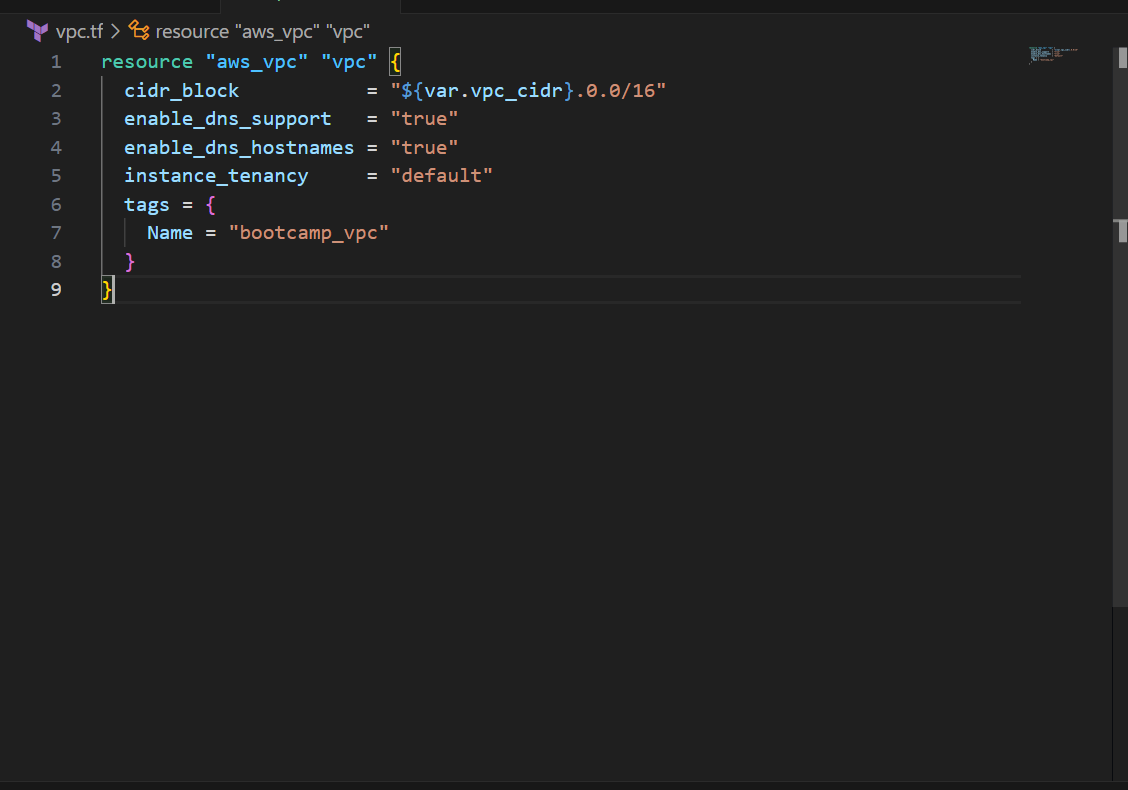 vpc.tf > resource "aws_vpc" "vpc"
1 resource "aws_vpc" "vpc" {
2   cidr_block           = "${var.vpc_cidr}.0.0/16"
3   enable_dns_support   = "true"
4   enable_dns_hostnames = "true"
5   instance_tenancy     = "default"
6   tags = {
7     Name = "bootcamp_vpc"
8   }
9 }